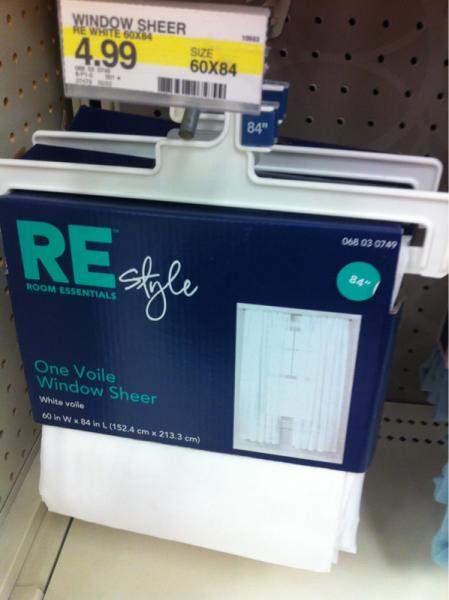 WINDOW SHEER
RE WHITE 60X84
4.99
SIZE
60X84
84"
RE™
style
ROOM ESSENTIALS
068 03 0749
84"
One Voile
Window Sheer
White voile
60 in W x 84 in L (152.4 cm x 213.3 cm)